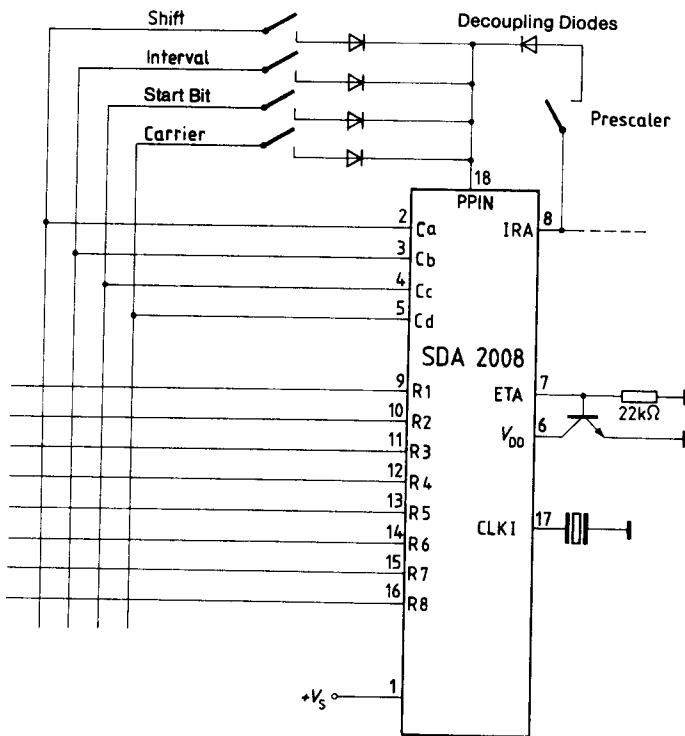 Shift
Decoupling Diodes
Interval
Start Bit
Prescaler
Carrier
18
PPIN
2 Ca
IRA 8
3 Cb
4 Cc
5 Cd
SDA 2008
9 R1
ETA 7
22kΩ
10 R2
V_DD 6
11 R3
12 R4
13 R5
CLKI 17
14 R6
15 R7
16 R8
+V_S 1